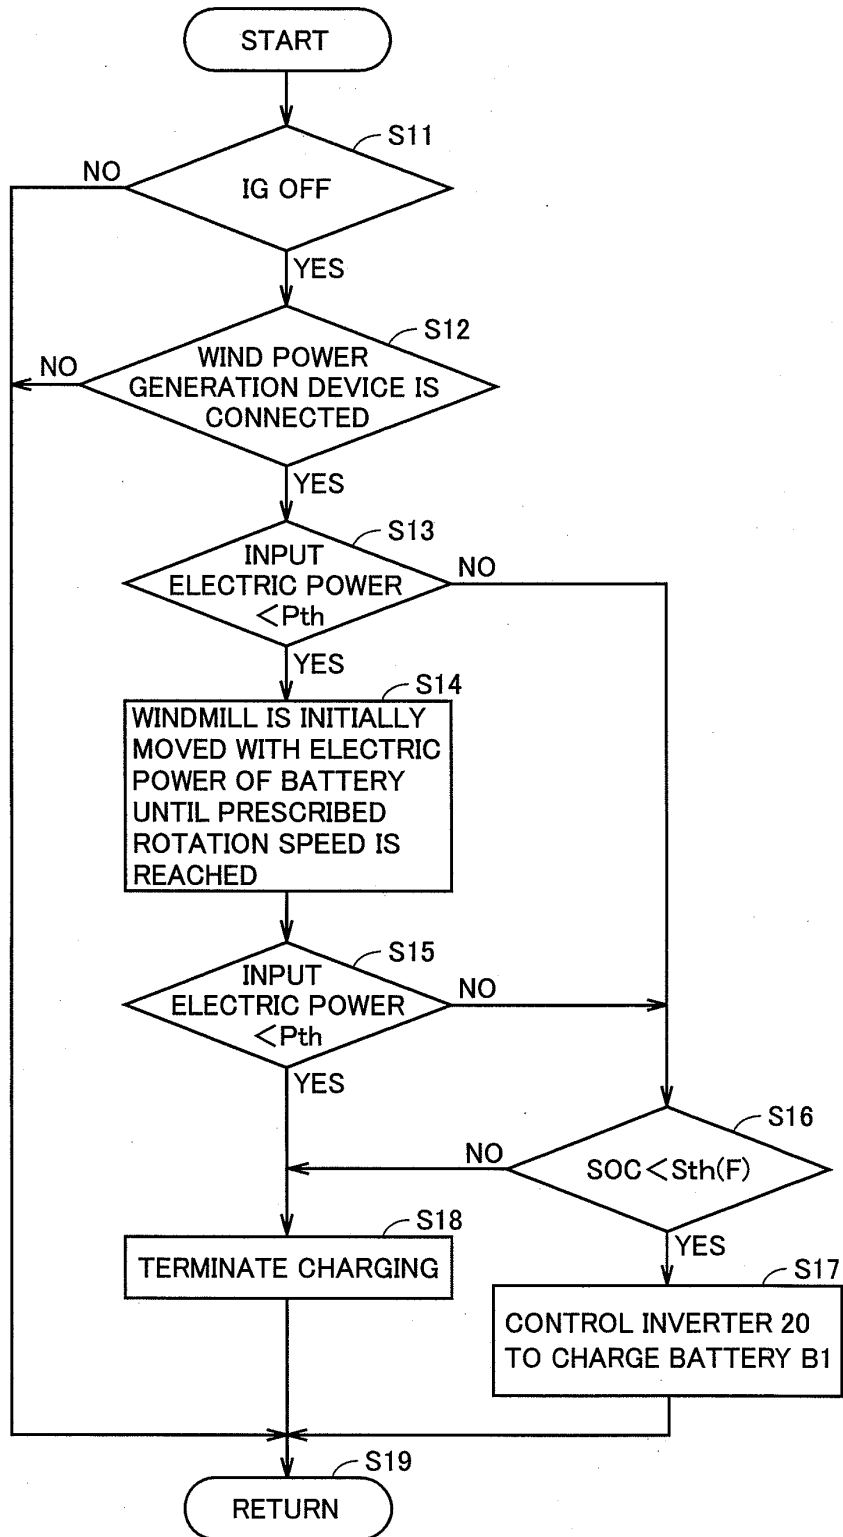 START
S11
NO
IG OFF
YES
S12
NO
WIND POWER
GENERATION DEVICE IS
CONNECTED
YES
S13
INPUT
ELECTRIC POWER
<Pth
NO
YES
S14
WINDMILL IS INITIALLY
MOVED WITH ELECTRIC
POWER OF BATTERY
UNTIL PRESCRIBED
ROTATION SPEED IS
REACHED
S15
INPUT
ELECTRIC POWER
<Pth
NO
YES
S16
NO
SOC<Sth(F)
YES
S18
TERMINATE CHARGING
S17
CONTROL INVERTER 20
TO CHARGE BATTERY B1
S19
RETURN